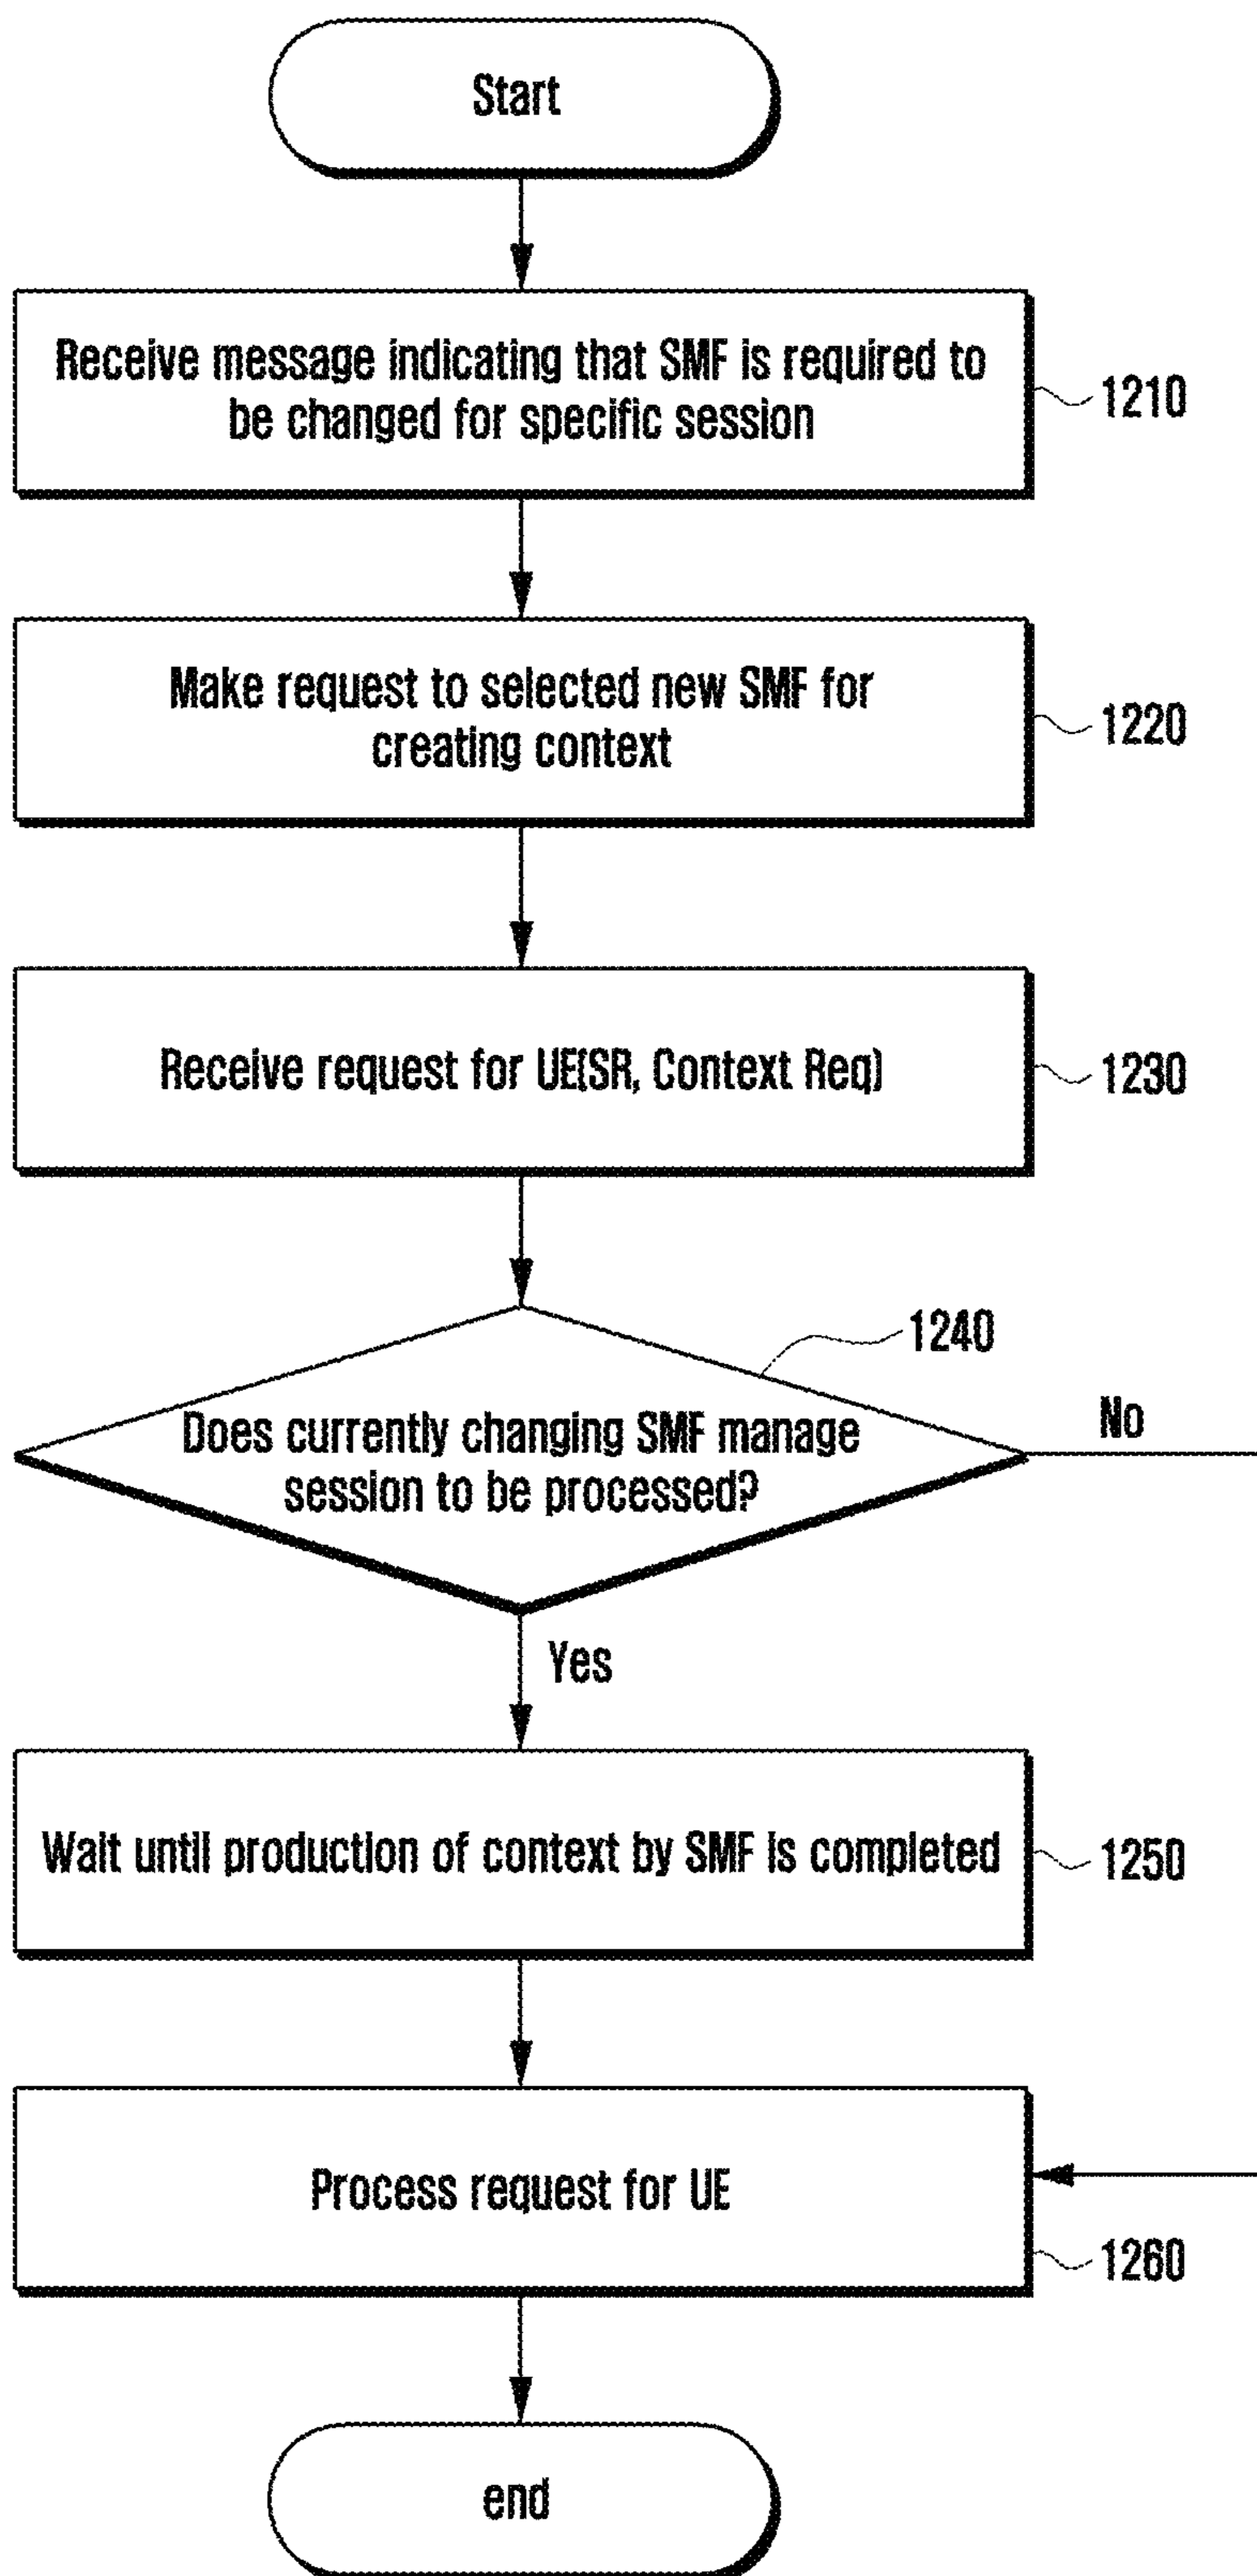 Start
Receive message indicating that SMF is required to
be changed for specific session
1210
Make request to selected new SMF for
creating context
1220
Receive request for UE(SR, Context Req)
1230
1240
Does currently changing SMF manage
session to be processed?
No
Yes
Wait until production of context by SMF is completed
1250
Process request for UE
1260
end